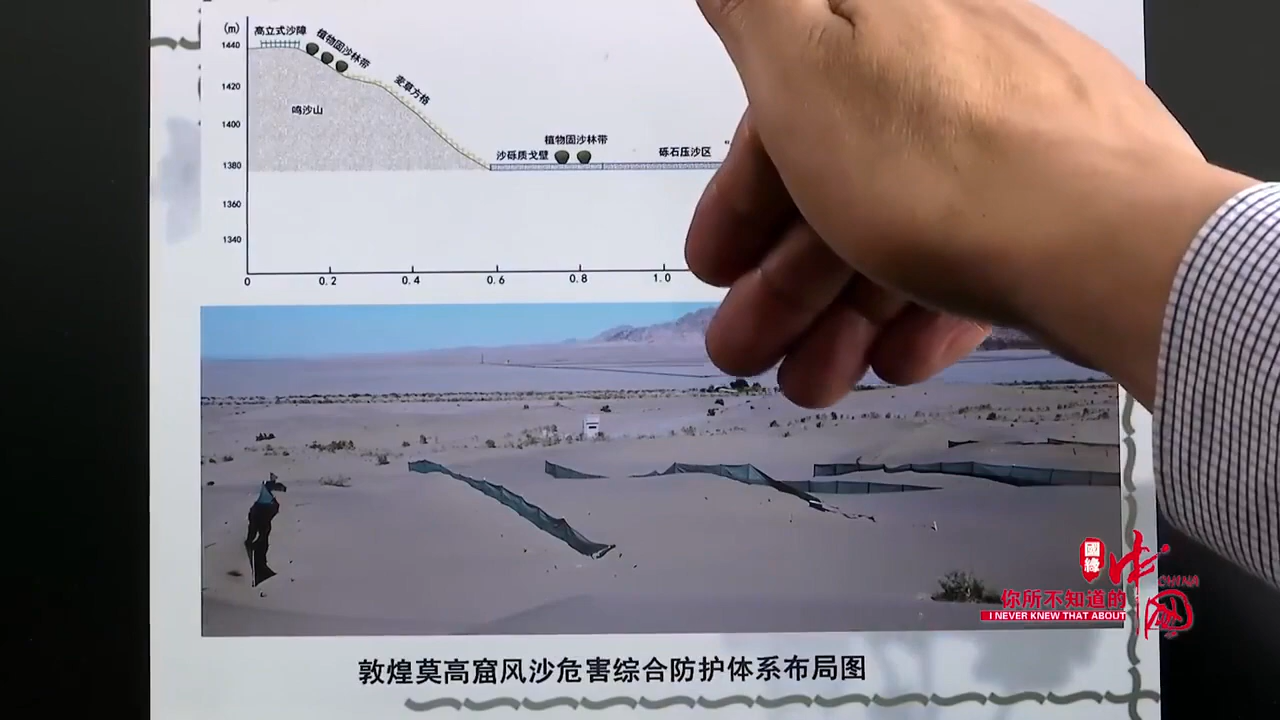 (m)
高立式沙障
植物固沙林带
麦草方格
鸣沙山
沙砾质戈壁
植物固沙林带
砾石压沙区
1440
1420
1400
1380
1360
1340
0
0.2
0.4
0.6
0.8
1.0
國緣
中国
CHINA
你所不知道的
I NEVER KNEW THAT ABOUT
敦煌莫高窟风沙危害综合防护体系布局图